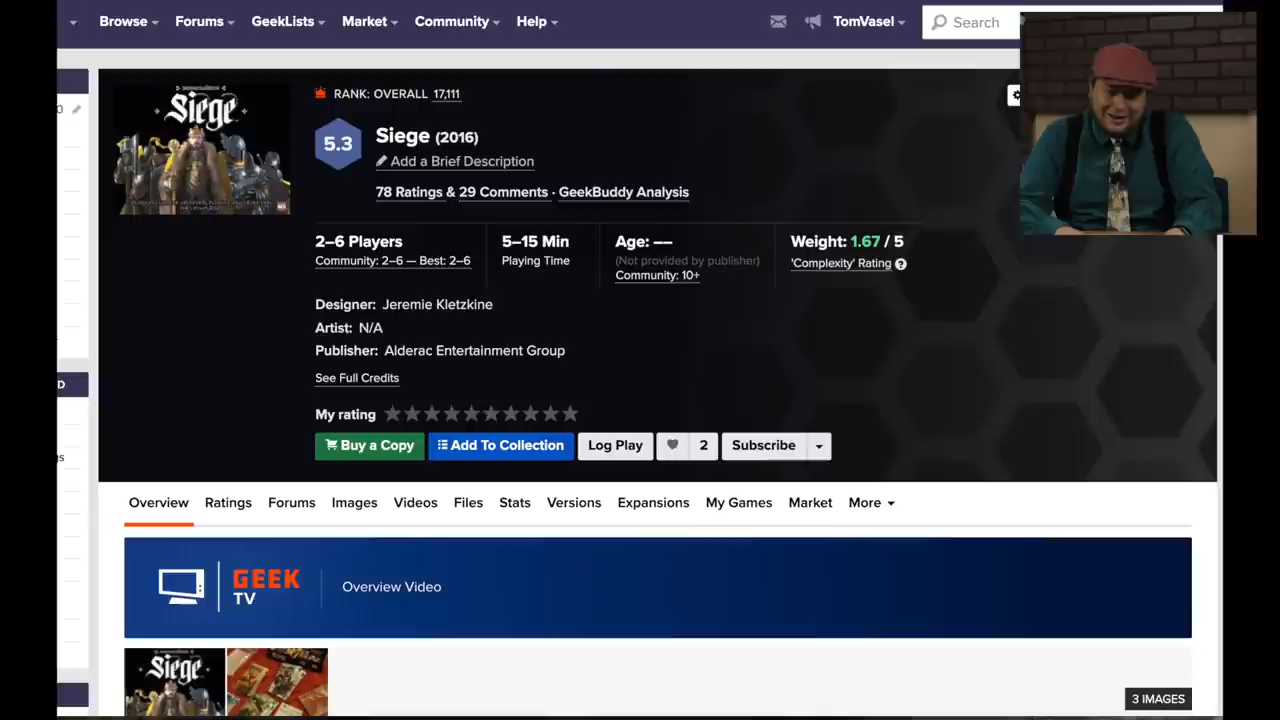 Browse Forums GeekLists Market Community Help TomVasel Search
RANK: OVERALL 17,111
Siege
5.3
Siege (2016)
Add a Brief Description
78 Ratings & 29 Comments · GeekBuddy Analysis
2–6 Players 5–15 Min Age: –– Weight: 1.67 / 5
Community: 2–6 — Best: 2–6 Playing Time (Not provided by publisher) 'Complexity' Rating ?
Community: 10+
Designer: Jeremie Kletzkine
Artist: N/A
Publisher: Alderac Entertainment Group
See Full Credits
My rating
Buy a Copy Add To Collection Log Play 2 Subscribe
Overview Ratings Forums Images Videos Files Stats Versions Expansions My Games Market More
GEEK
TV
Overview Video
Siege
3 IMAGES